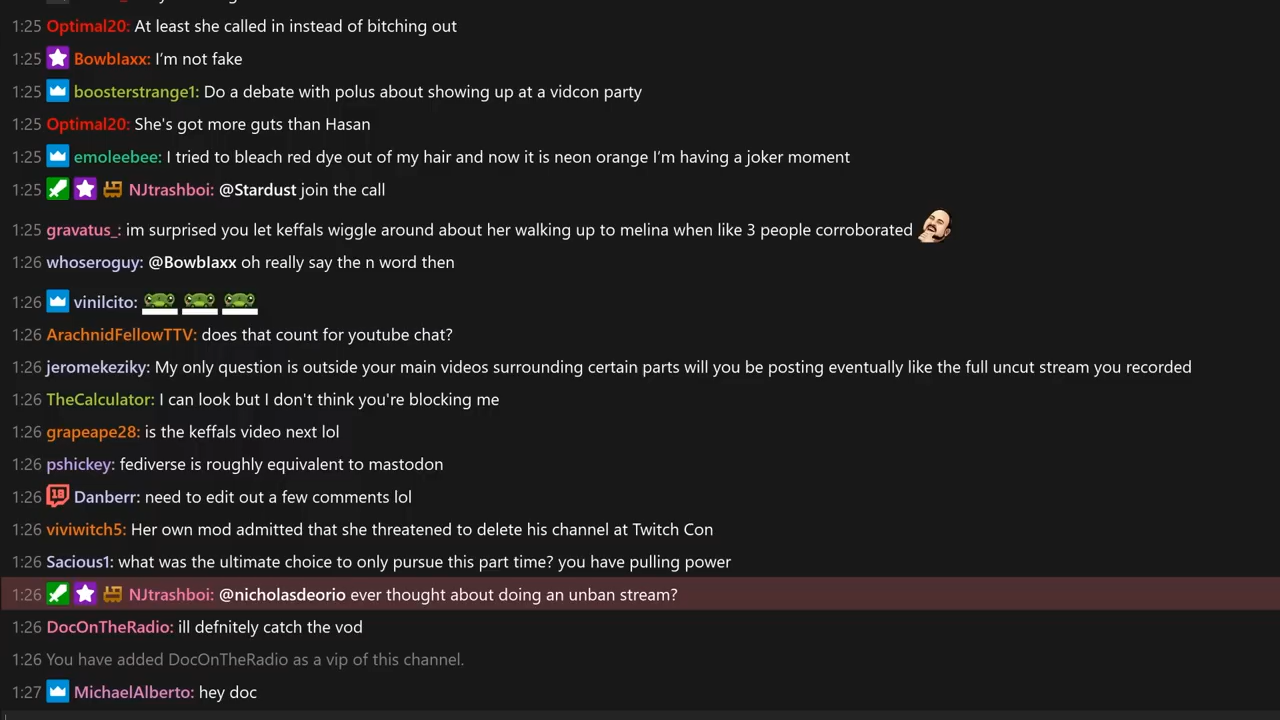 1:25 Optimal20: At least she called in instead of bitching out
1:25 Bowblaxx: I’m not fake
1:25 boosterstrange1: Do a debate with polus about showing up at a vidcon party
1:25 Optimal20: She's got more guts than Hasan
1:25 emoleebee: I tried to bleach red dye out of my hair and now it is neon orange I’m having a joker moment
1:25 NJtrashboi: @Stardust join the call
1:25 gravatus_: im surprised you let keffals wiggle around about her walking up to melina when like 3 people corroborated
1:26 whoseroguy: @Bowblaxx oh really say the n word then
1:26 vinilcito:
1:26 ArachnidFellowTTV: does that count for youtube chat?
1:26 jeromekeziky: My only question is outside your main videos surrounding certain parts will you be posting eventually like the full uncut stream you recorded
1:26 TheCalculator: I can look but I don't think you're blocking me
1:26 grapeape28: is the keffals video next lol
1:26 pshickey: fediverse is roughly equivalent to mastodon
1:26 18 Danberr: need to edit out a few comments lol
1:26 viviwitch5: Her own mod admitted that she threatened to delete his channel at Twitch Con
1:26 Sacious1: what was the ultimate choice to only pursue this part time? you have pulling power
1:26 NJtrashboi: @nicholasdeorio ever thought about doing an unban stream?
1:26 DocOnTheRadio: ill defnitely catch the vod
1:26 You have added DocOnTheRadio as a vip of this channel.
1:27 MichaelAlberto: hey doc